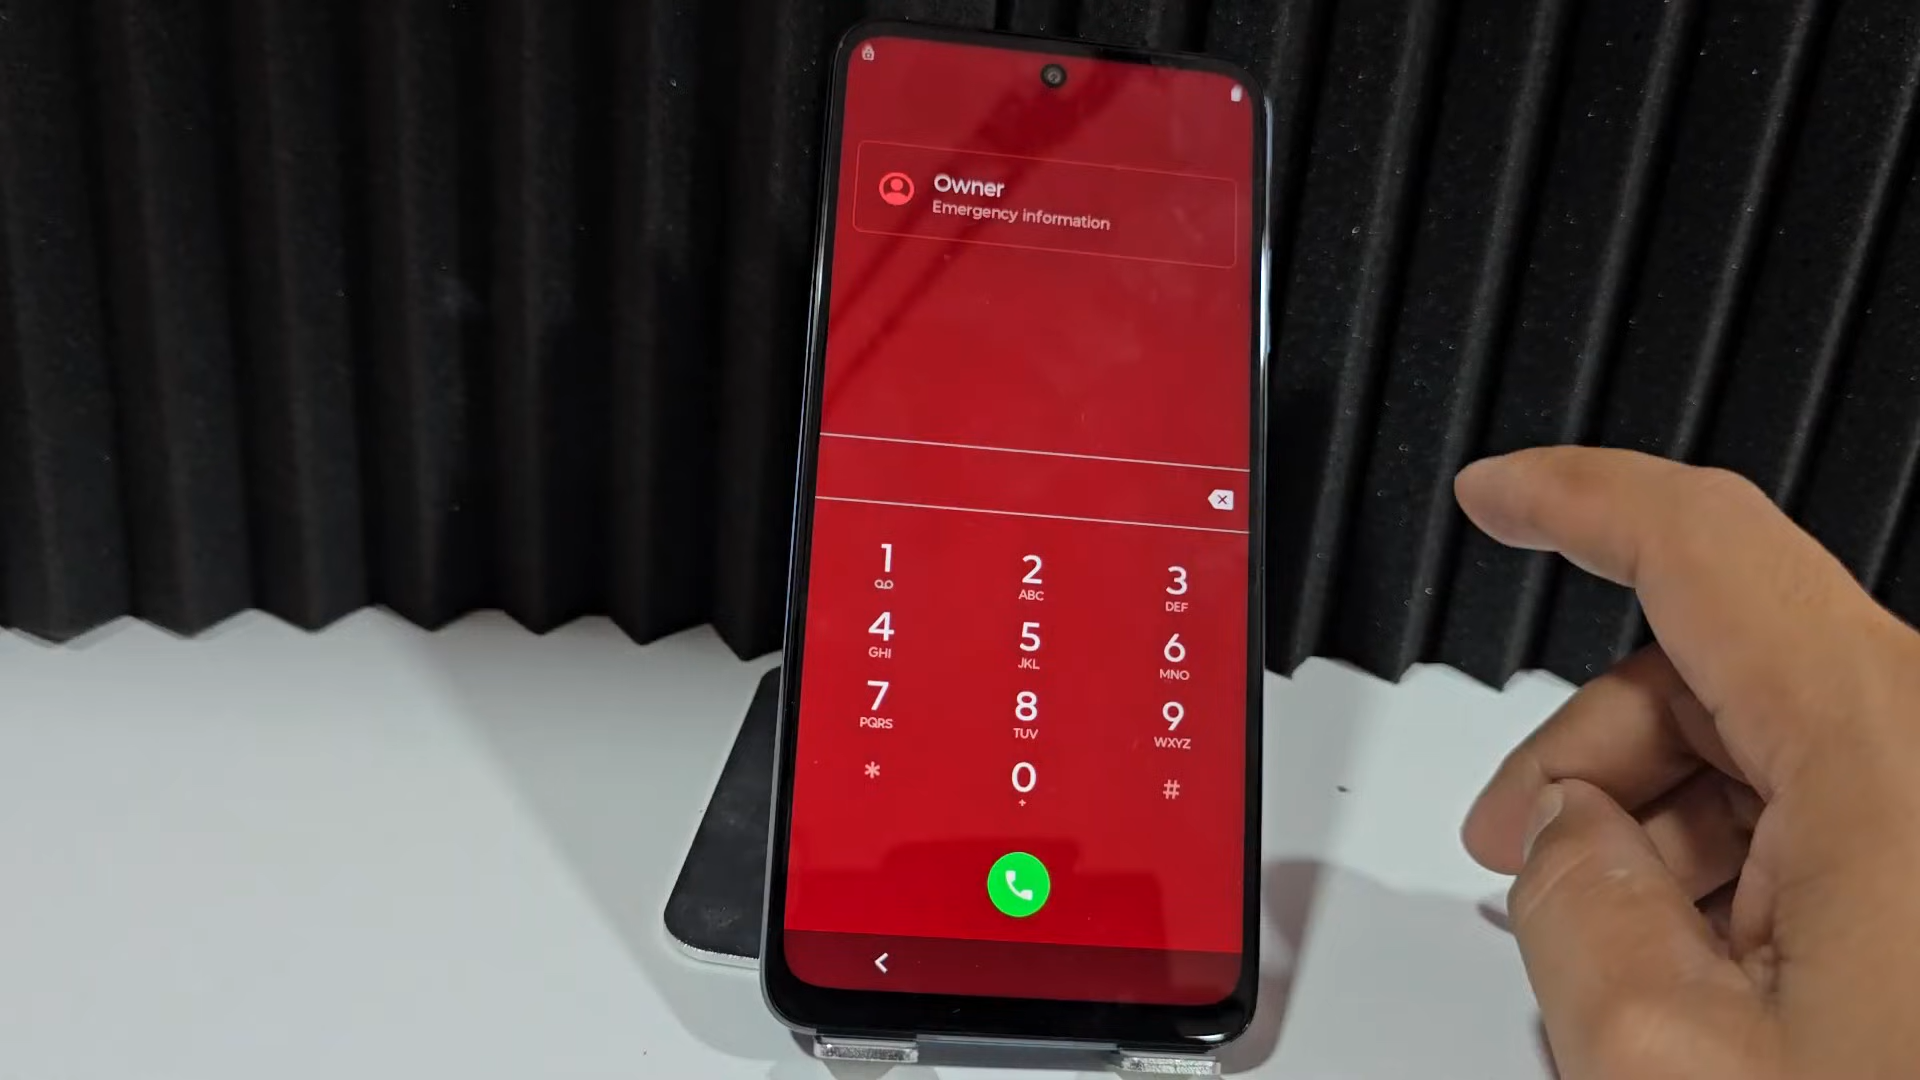 Owner
Emergency information
1 2 3
ABC DEF
4 5 6
GHI JKL MNO
7 8 9
PQRS TUV WXYZ
* 0 #
+